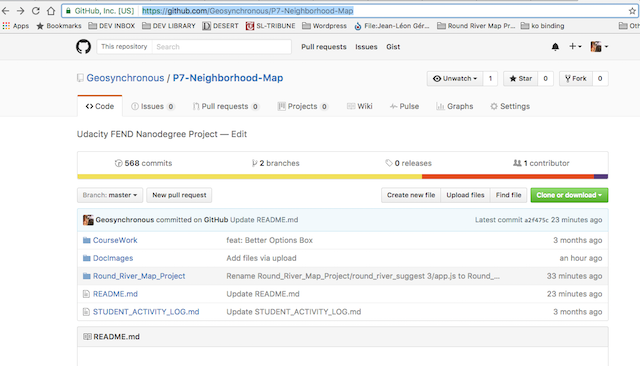 GitHub, Inc. [US] https://github.com/Geosynchronous/P7-Neighborhood-Map
Apps Bookmarks DEV INBOX DEV LIBRARY DESERT SL-TRIBUNE Wordpress File:Jean-Léon Gér... Round River Map Pr... ko binding Oth
This repository Search Pull requests Issues Gist
Geosynchronous / P7-Neighborhood-Map Unwatch 1 Star 0 Fork 0
Code Issues 0 Pull requests 0 Projects 0 Wiki Pulse Graphs Settings
Udacity FEND Nanodegree Project — Edit
568 commits 2 branches 0 releases 1 contributor
Branch: master New pull request Create new file Upload files Find file Clone or download
Geosynchronous committed on GitHub Update README.md Latest commit a2f475c 23 minutes ago
CourseWork feat: Better Options Box 3 months ago
DocImages Add files via upload an hour ago
Round_River_Map_Project Rename Round_River_Map_Project/round_river_suggest 3/app.js to Round_... 33 minutes ago
README.md Update README.md 23 minutes ago
STUDENT_ACTIVITY_LOG.md Update STUDENT_ACTIVITY_LOG.md 3 months ago
README.md